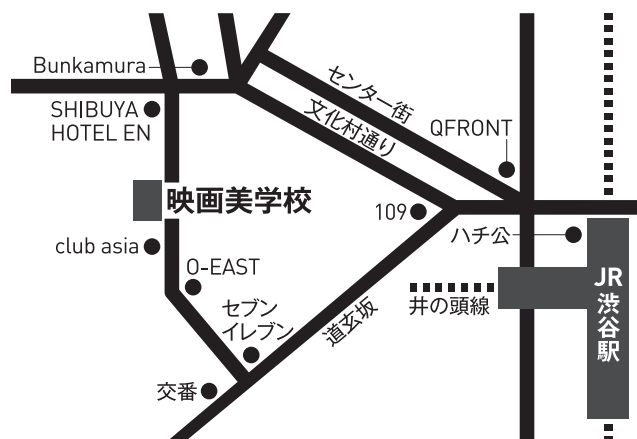 Bunkamura
センター街
文化村通り
SHIBUYA
HOTEL EN
QFRONT
映画美学校
109
ハチ公
club asia
O-EAST
JR
渋谷駅
井の頭線
セブン
イレブン
道玄坂
交番